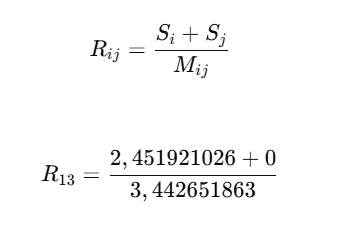 R_{ij} = \frac{S_i + S_j}{M_{ij}}
R_{13} = \frac{2,451921026 + 0}{3,442651863}